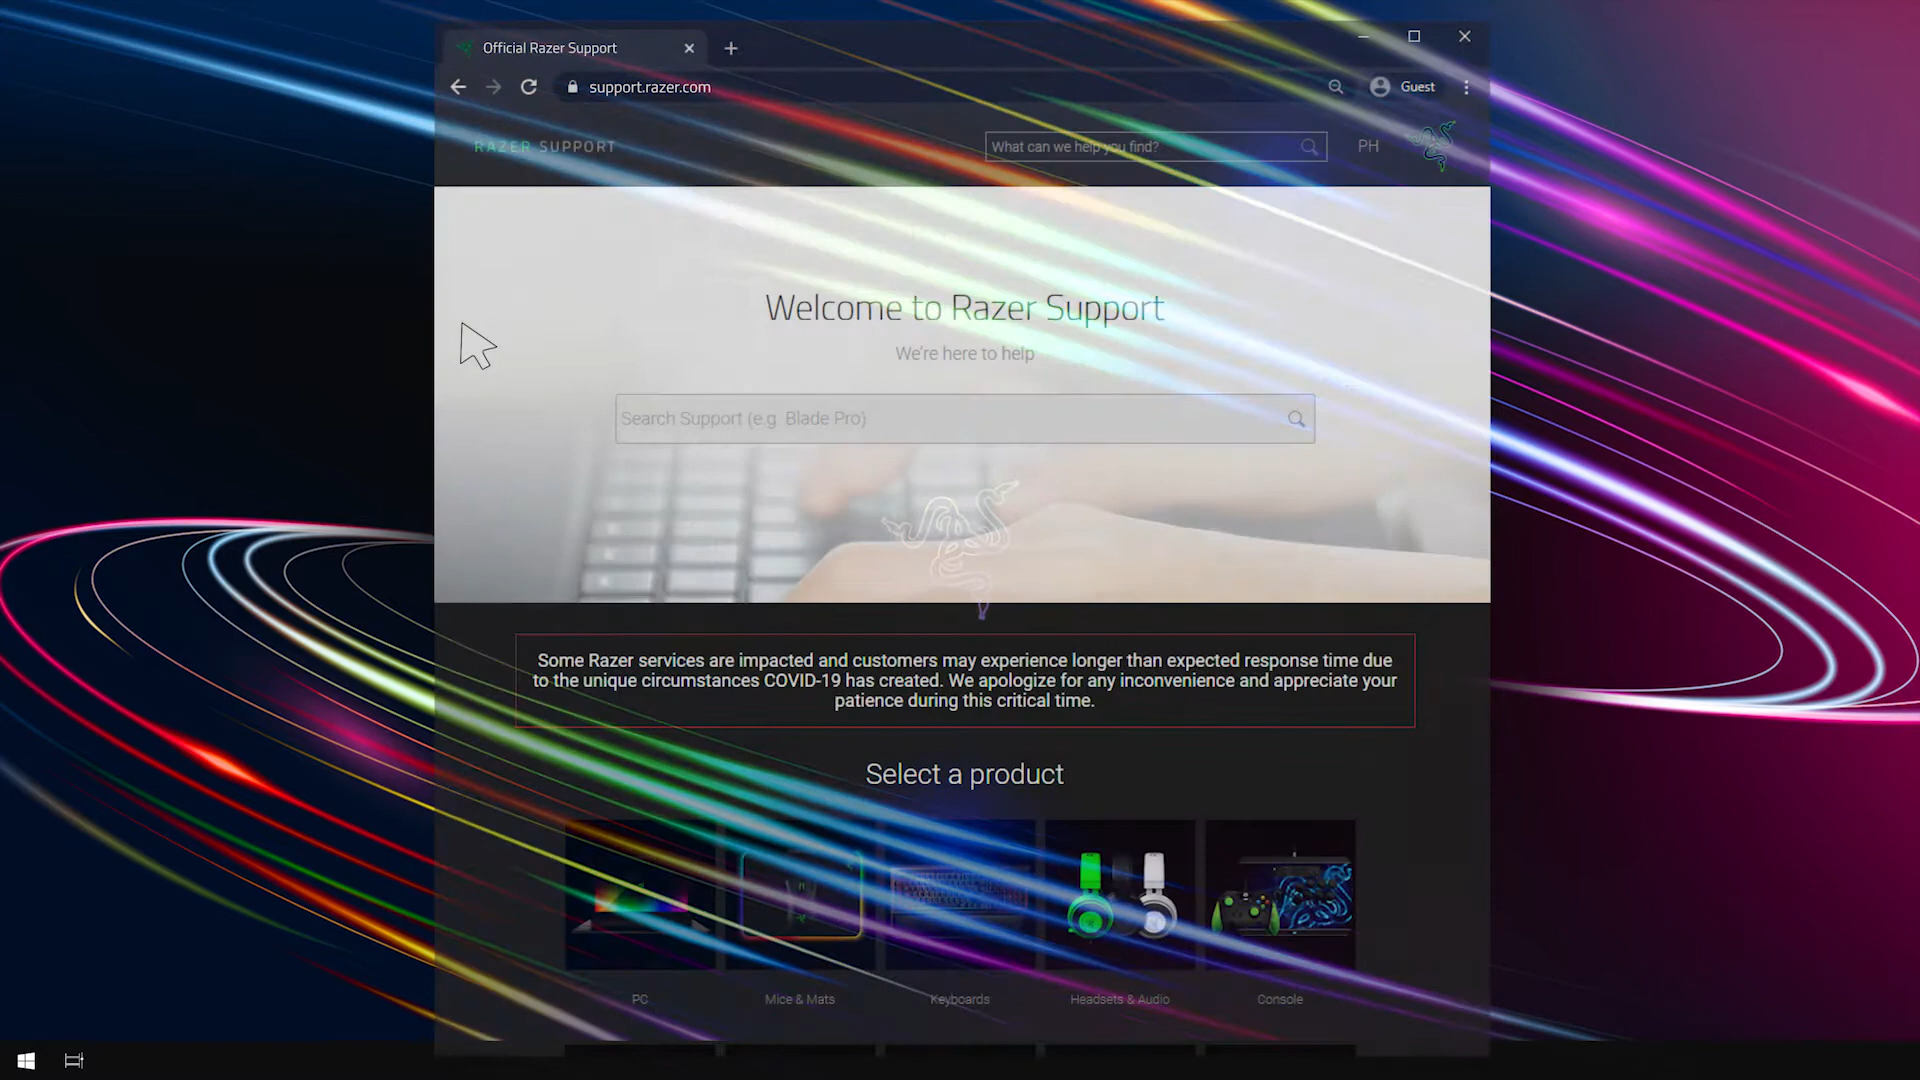 Official Razer Support
support.razer.com
Guest
RAZER SUPPORT
What can we help you find?
PH
Welcome to Razer Support
We're here to help
Search Support (e.g. Blade Pro)
Some Razer services are impacted and customers may experience longer than expected response time due
to the unique circumstances COVID-19 has created. We apologize for any inconvenience and appreciate your
patience during this critical time.
Select a product
PC
Mice & Mats
Keyboards
Headsets & Audio
Console